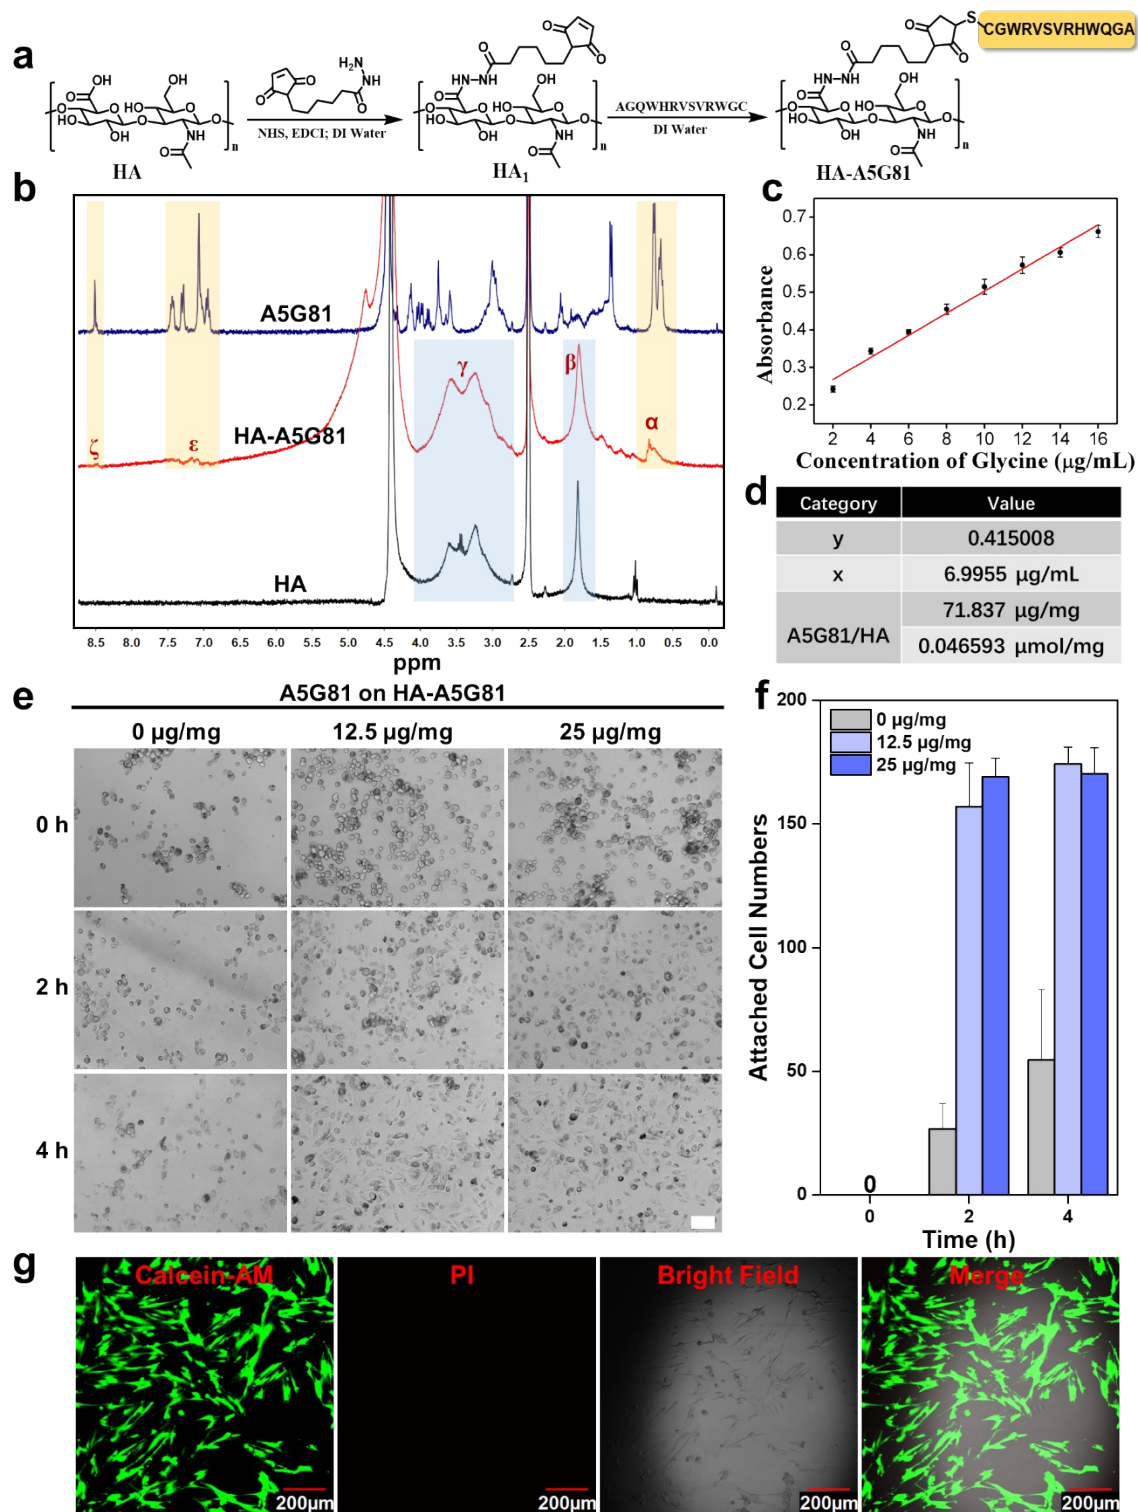 a
OH
O
OH
O
HO
OH
O
HO
O
NH
O
n
HA
O
O
H₂N
NH
O
NHS, EDCI; DI Water
O
O
O
NH-NH
O
OH
O
HO
OH
O
HO
O
NH
O
n
HA₁
AGQWHRVSVRWGC
DI Water
S
CGWRVSVRHWQGA
O
O
O
NH-NH
O
OH
O
HO
OH
O
HO
O
NH
O
n
HA-A5G81
b
A5G81
γ
β
α
ζ
ε
HA-A5G81
HA
8.5 8.0 7.5 7.0 6.5 6.0 5.5 5.0 4.5 4.0 3.5 3.0 2.5 2.0 1.5 1.0 0.5 0.0
ppm
c
0.7
0.6
0.5
0.4
0.3
0.2
Absorbance
2 4 6 8 10 12 14 16
Concentration of Glycine (µg/mL)
d
Category Value
y 0.415008
x 6.9955 µg/mL
A5G81/HA 71.837 µg/mg
0.046593 µmol/mg
e
A5G81 on HA-A5G81
0 µg/mg 12.5 µg/mg 25 µg/mg
0 h
2 h
4 h
f
200
150
100
50
0
Attached Cell Numbers
0 µg/mg
12.5 µg/mg
25 µg/mg
0
0 2 4
Time (h)
g
Calcein-AM PI Bright Field Merge
200µm 200µm 200µm 200µm